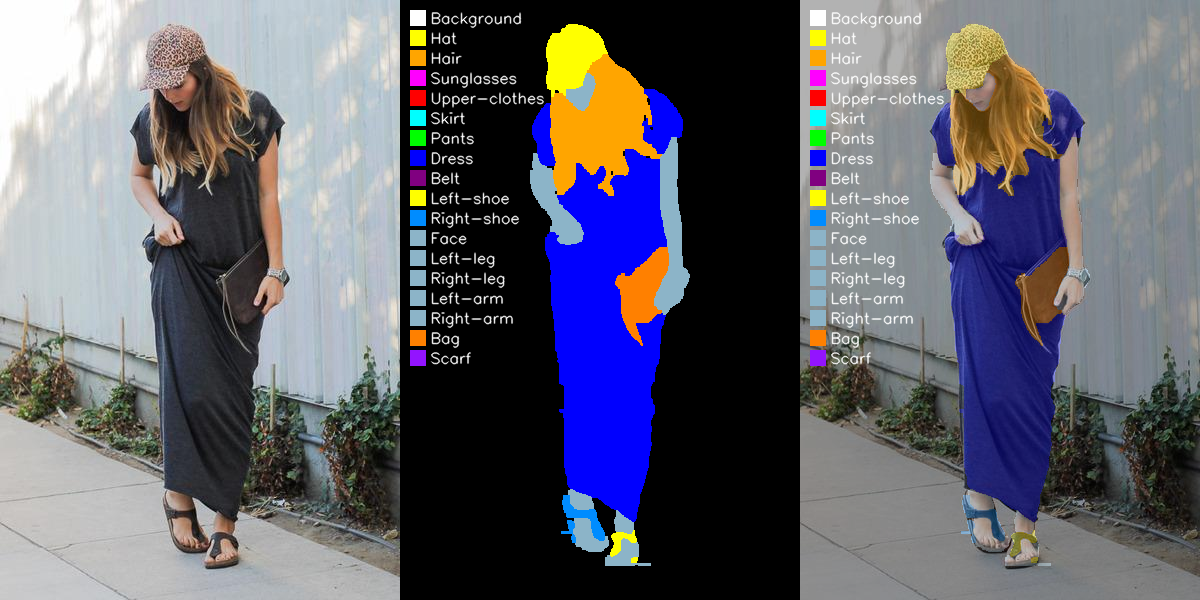 Background
Hat
Hair
Sunglasses
Upper-clothes
Skirt
Pants
Dress
Belt
Left-shoe
Right-shoe
Face
Left-leg
Right-leg
Left-arm
Right-arm
Bag
Scarf
Background
Hat
Hair
Sunglasses
Upper-clothes
Skirt
Pants
Dress
Belt
Left-shoe
Right-shoe
Face
Left-leg
Right-leg
Left-arm
Right-arm
Bag
Scarf